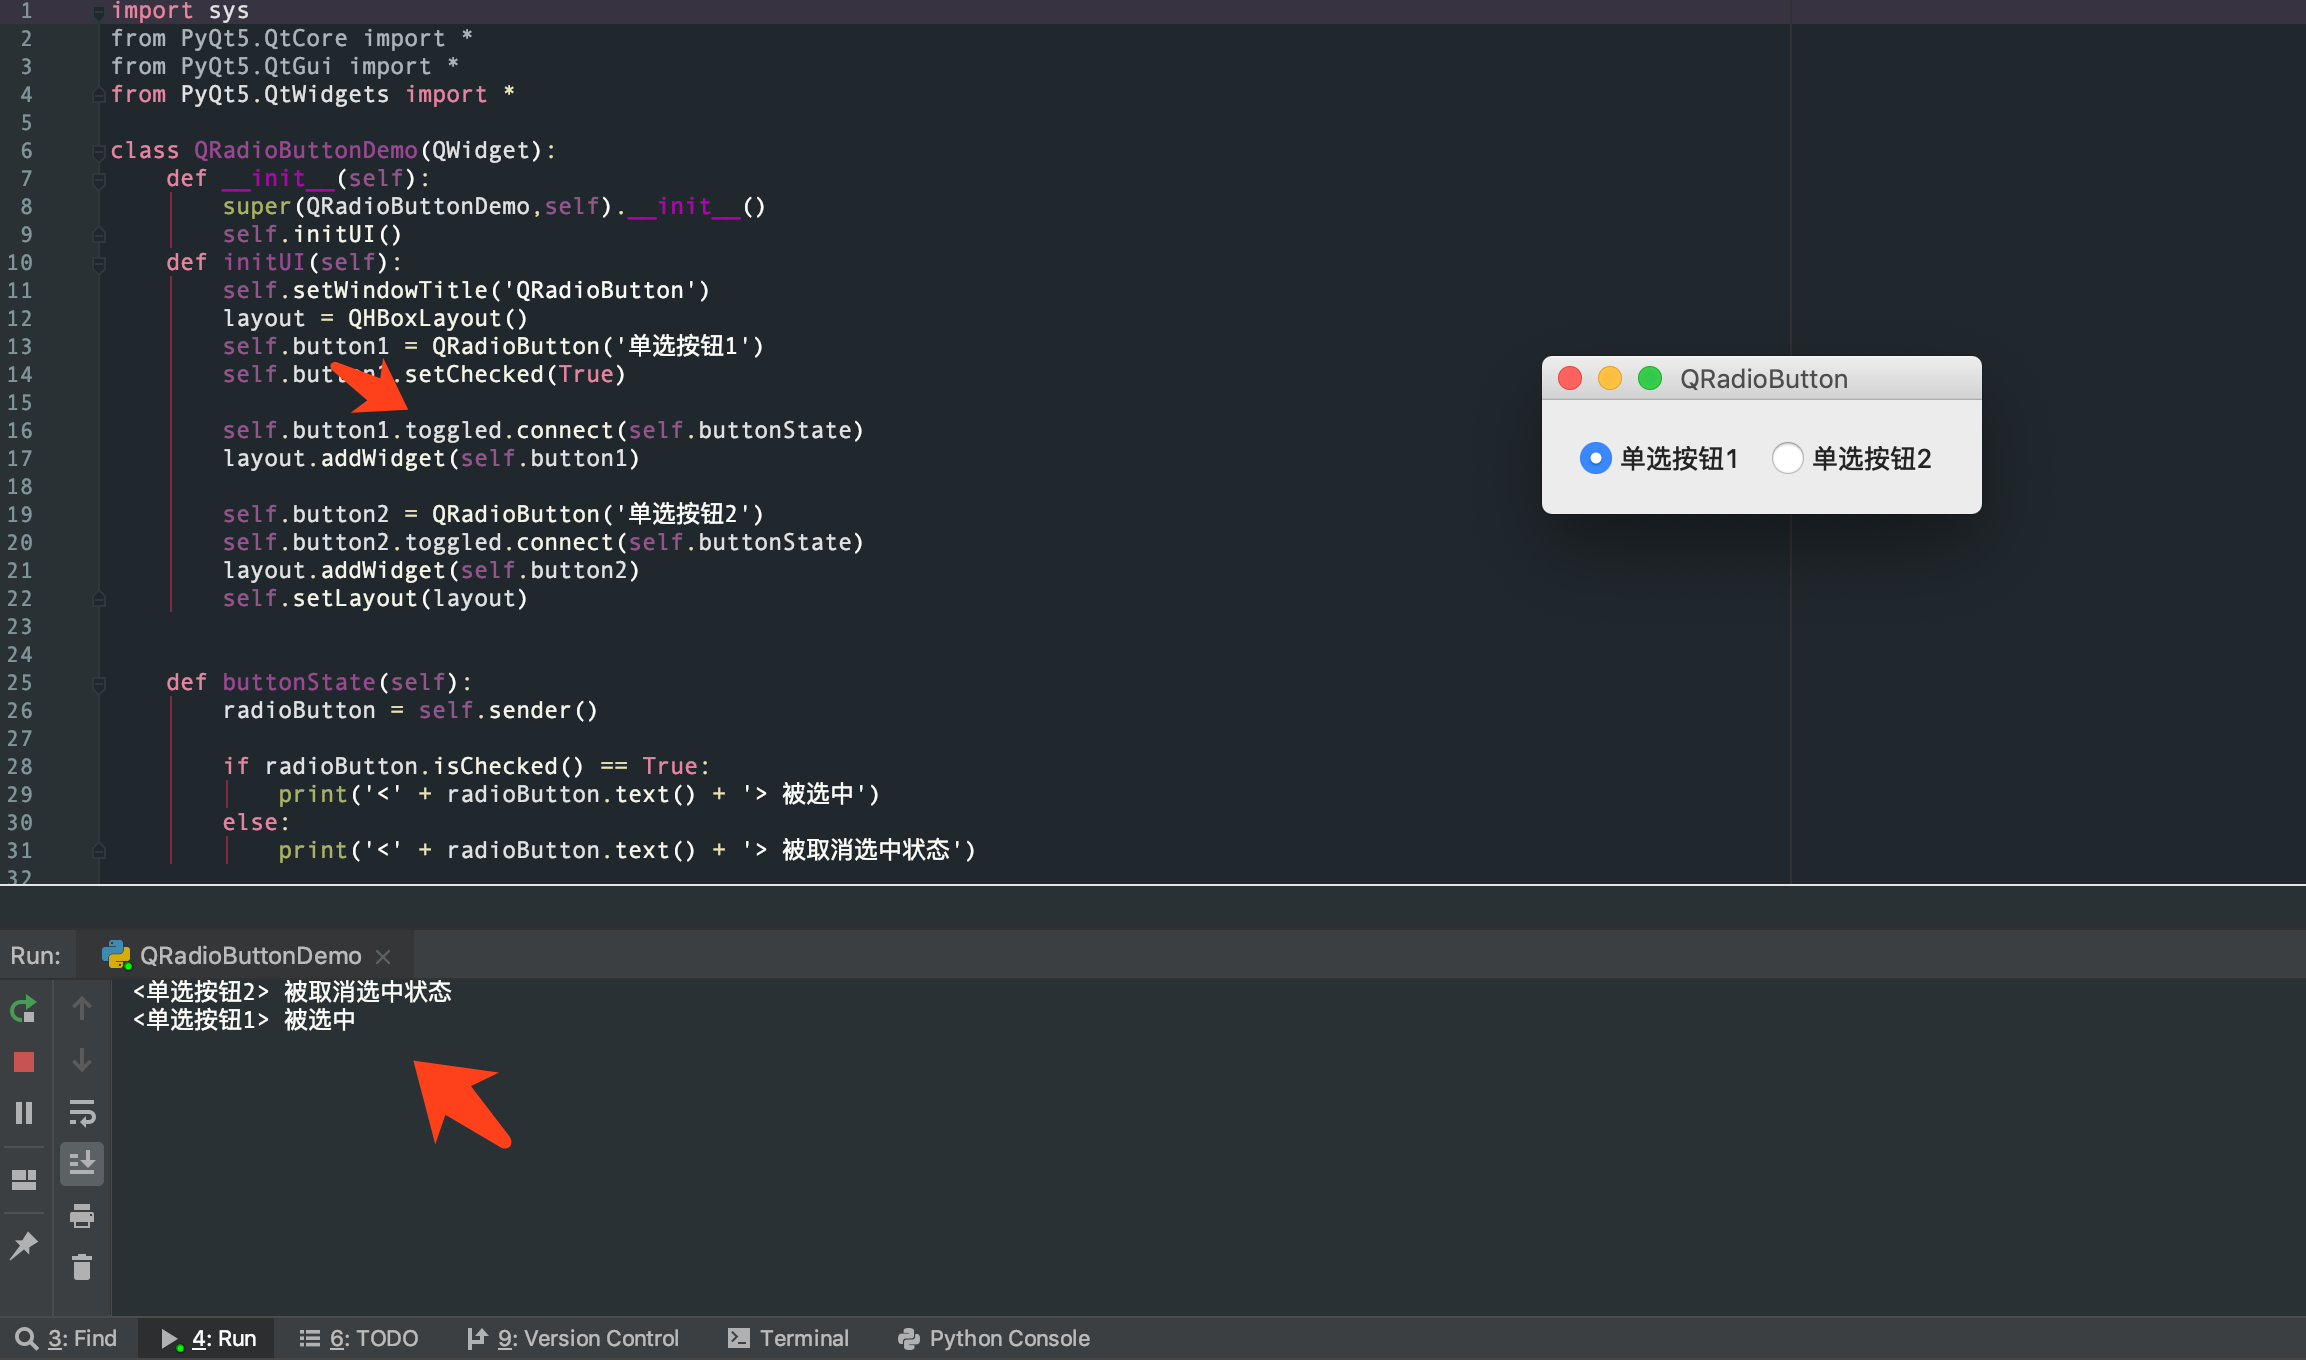 1 import sys
2 from PyQt5.QtCore import *
3 from PyQt5.QtGui import *
4 from PyQt5.QtWidgets import *
5
6 class QRadioButtonDemo(QWidget):
7     def __init__(self):
8         super(QRadioButtonDemo,self).__init__()
9         self.initUI()
10     def initUI(self):
11         self.setWindowTitle('QRadioButton')
12         layout = QHBoxLayout()
13         self.button1 = QRadioButton('单选按钮1')
14         self.button1.setChecked(True)
15
16         self.button1.toggled.connect(self.buttonState)
17         layout.addWidget(self.button1)
18
19         self.button2 = QRadioButton('单选按钮2')
20         self.button2.toggled.connect(self.buttonState)
21         layout.addWidget(self.button2)
22         self.setLayout(layout)
23
24
25     def buttonState(self):
26         radioButton = self.sender()
27
28         if radioButton.isChecked() == True:
29             print('<' + radioButton.text() + '> 被选中')
30         else:
31             print('<' + radioButton.text() + '> 被取消选中状态')
32
QRadioButton
单选按钮1 单选按钮2
Run: QRadioButtonDemo
<单选按钮2> 被取消选中状态
<单选按钮1> 被选中
3: Find 4: Run 6: TODO 9: Version Control Terminal Python Console